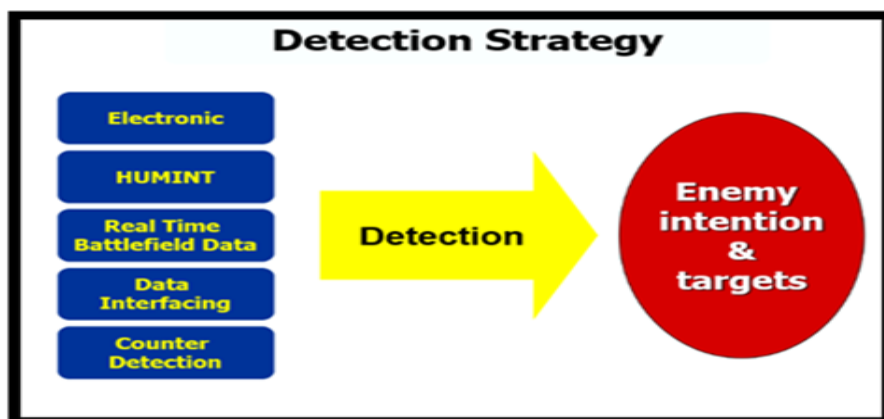 Detection Strategy
Electronic
HUMINT
Real Time
Battlefield Data
Data
Interfacing
Counter
Detection
Detection
Enemy
intention
&
targets